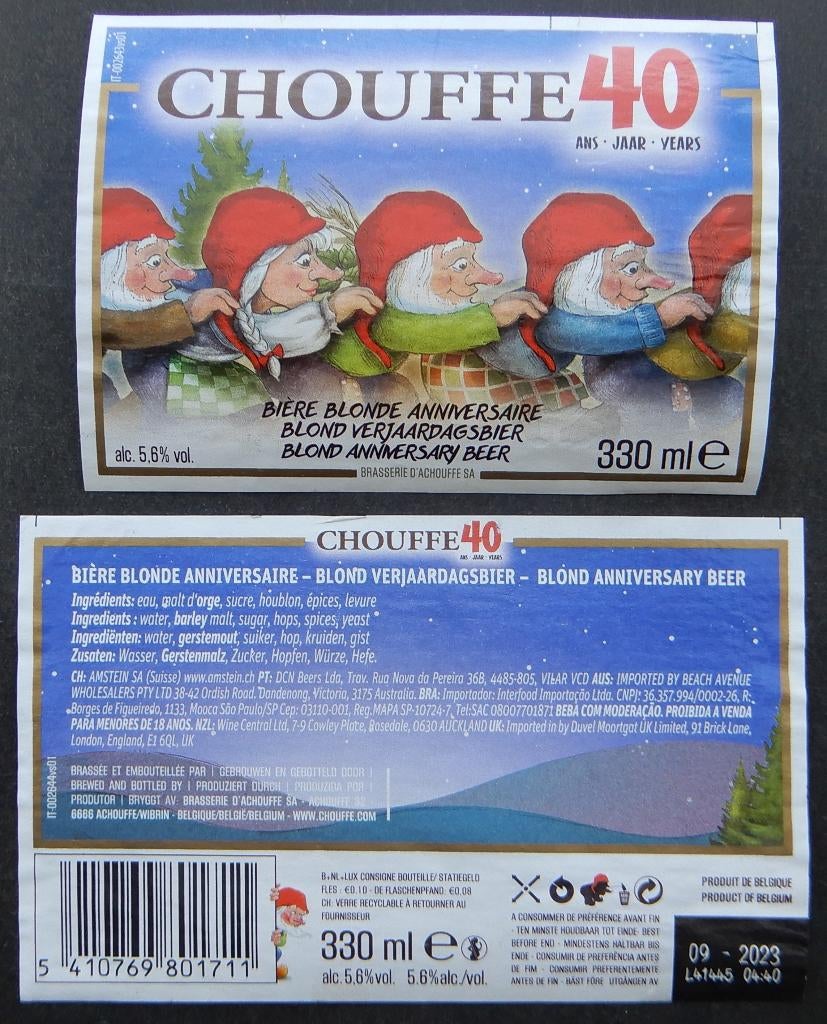 IT-002643vs01
CHOUFFE 40
ANS · JAAR · YEARS
BIÈRE BLONDE ANNIVERSAIRE
BLOND VERJAARDAGSBIER
BLOND ANNIVERSARY BEER
alc. 5,6% vol.
330 ml e
BRASSERIE D'ACHOUFFE SA
CHOUFFE 40
ANS · JAAR · YEARS
BIÈRE BLONDE ANNIVERSAIRE – BLOND VERJAARDAGSBIER – BLOND ANNIVERSARY BEER
Ingrédients: eau, malt d'orge, sucre, houblon, épices, levure
Ingredients : water, barley malt, sugar, hops, spices, yeast
Ingrediënten: water, gerstemout, suiker, hop, kruiden, gist
Zusaten: Wasser, Gerstenmalz, Zucker, Hopfen, Würze, Hefe.
CH: AMSTEIN SA (Suisse) www.amstein.ch PT: DCN Beers Lda, Trav. Rua Nova da Pereira 36B, 4485-805, VILAR VCD AUS: IMPORTED BY BEACH AVENUE
WHOLESALERS PTY LTD 38-42 Ordish Road. Dandenong, Victoria, 3175 Australia. BRA: Importador: Interfood Importação Ltda. CNPJ: 36.357.994/0002-26, R.
Borges de Figueiredo, 1133, Mooca São Paulo/SP Cep: 03110-001, Reg.MAPA SP-10724-7, Tel:SAC 08007701871 BEBA COM MODERAÇÃO. PROIBIDA A VENDA
PARA MENORES DE 18 ANOS. NZL: Wine Central Ltd, 7-9 Cowley Place, Rosedale, 0630 AUCKLAND UK: Imported in by Duvel Moortgat UK Limited, 91 Brick Lane,
London, England, E1 6QL, UK
IT-002644vs01
BRASSÉE ET EMBOUTEILLÉE PAR | GEBROUWEN EN GEBOTTELD DOOR |
BREWED AND BOTTLED BY | PRODUZIERT DURCH | PRODUZIDA POR |
PRODUTOR | BRYGGT AV: BRASSERIE D'ACHOUFFE SA - ACHOUFFE 32
6666 ACHOUFFE/WIBRIN - BELGIQUE/BELGIË/BELGIUM - WWW.CHOUFFE.COM
5 410769 801711
B+NL+LUX CONSIGNE BOUTEILLE/ STATIEGELD
FLES : €0.10 - DE FLASCHENPFAND: €0,08
CH: VERRE RECYCLABLE À RETOURNER AU
FOURNISSEUR
330 ml e
alc.5,6%vol. 5.6%alc./vol.
A CONSOMMER DE PRÉFÉRENCE AVANT FIN
- TEN MINSTE HOUDBAAR TOT EINDE- BEST
BEFORE END - MINDESTENS HALTBAR BIS
ENDE - CONSUMIR DE PREFERÊNCIA ANTES
DE FIM - CONSUMIR PREFERENTEMENTE
ANTES DE FIN - BÄST FÖRE UTGÅNGEN AV
PRODUIT DE BELGIQUE
PRODUCT OF BELGIUM
09 - 2023
L41445 04:40